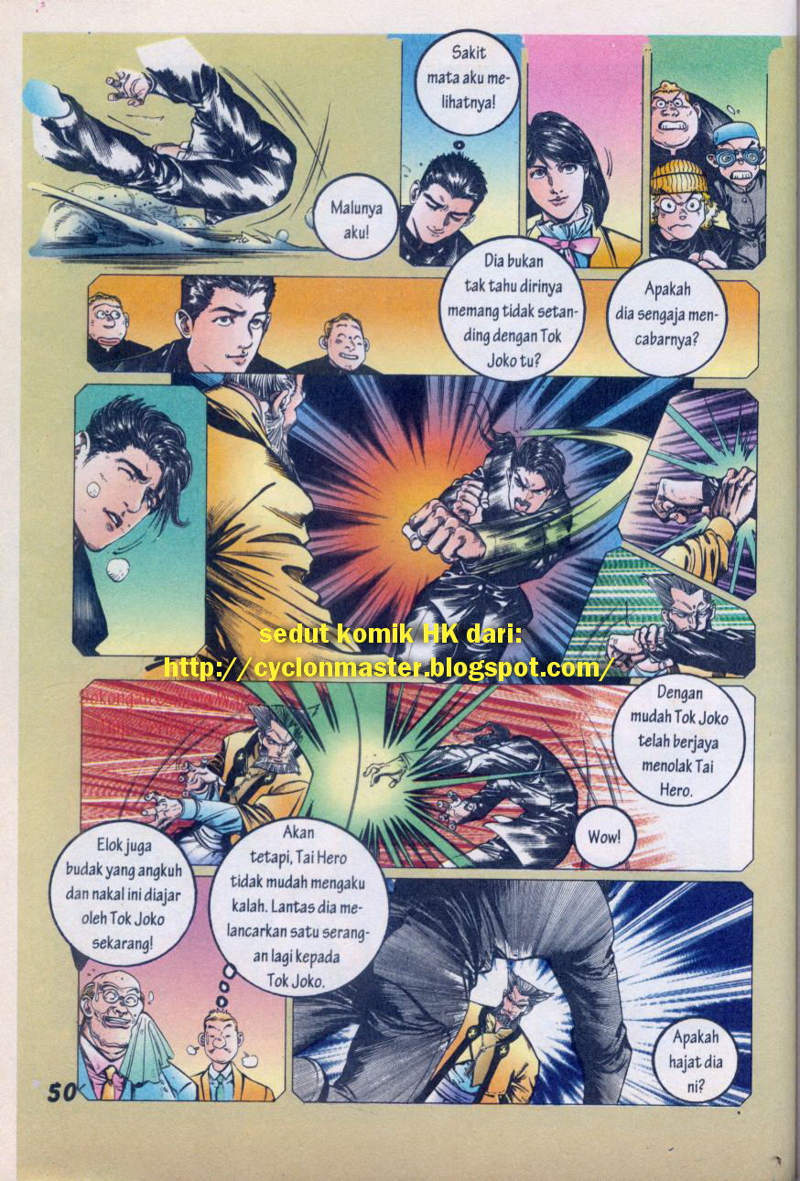 Sakit
mata aku me-
lihatnya!
Malunya
aku!
Dia bukan
tak tahu dirinya
memang tidak setan-
ding dengan Tok
Joko tu?
Apakah
dia sengaja men-
cabarnya?
sedut komik HK dari:
http://cyclonmaster.blogspot.com/
Dengan
mudah Tok Joko
telah berjaya
menolak Tai
Hero.
Wow!
Elok juga
budak yang angkuh
dan nakal ini diajar
oleh Tok Joko
sekarang!
Akan
tetapi, Tai Hero
tidak mudah mengaku
kalah. Lantas dia me-
lancarkan satu serang-
an lagi kepada
Tok Joko.
Apakah
hajat dia
ni?
50